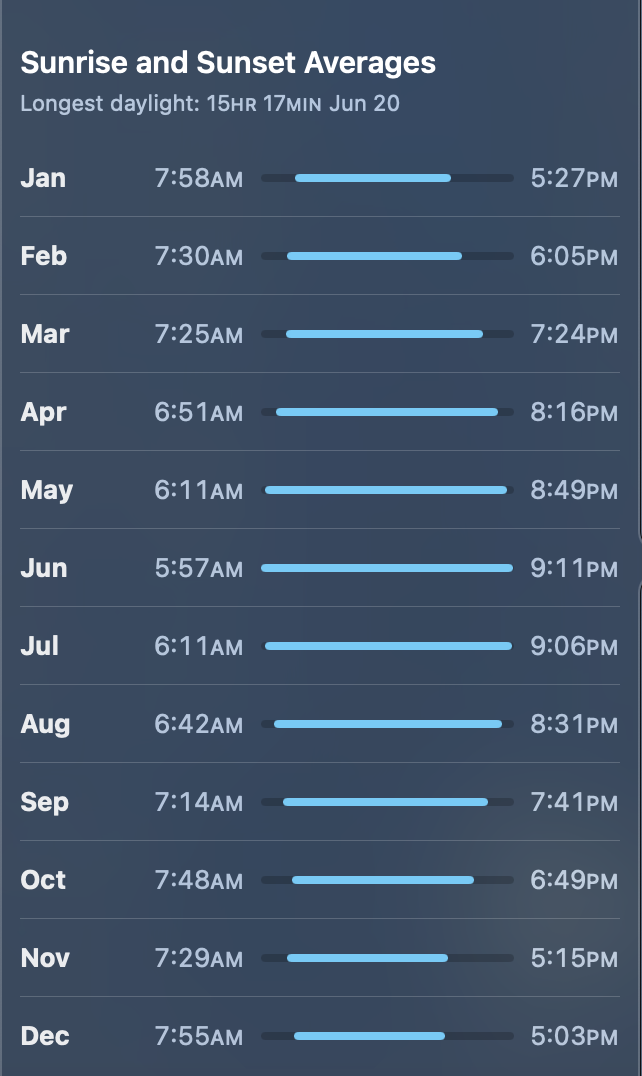 Sunrise and Sunset Averages
Longest daylight: 15HR 17MIN Jun 20
Jan 7:58AM 5:27PM
Feb 7:30AM 6:05PM
Mar 7:25AM 7:24PM
Apr 6:51AM 8:16PM
May 6:11AM 8:49PM
Jun 5:57AM 9:11PM
Jul 6:11AM 9:06PM
Aug 6:42AM 8:31PM
Sep 7:14AM 7:41PM
Oct 7:48AM 6:49PM
Nov 7:29AM 5:15PM
Dec 7:55AM 5:03PM